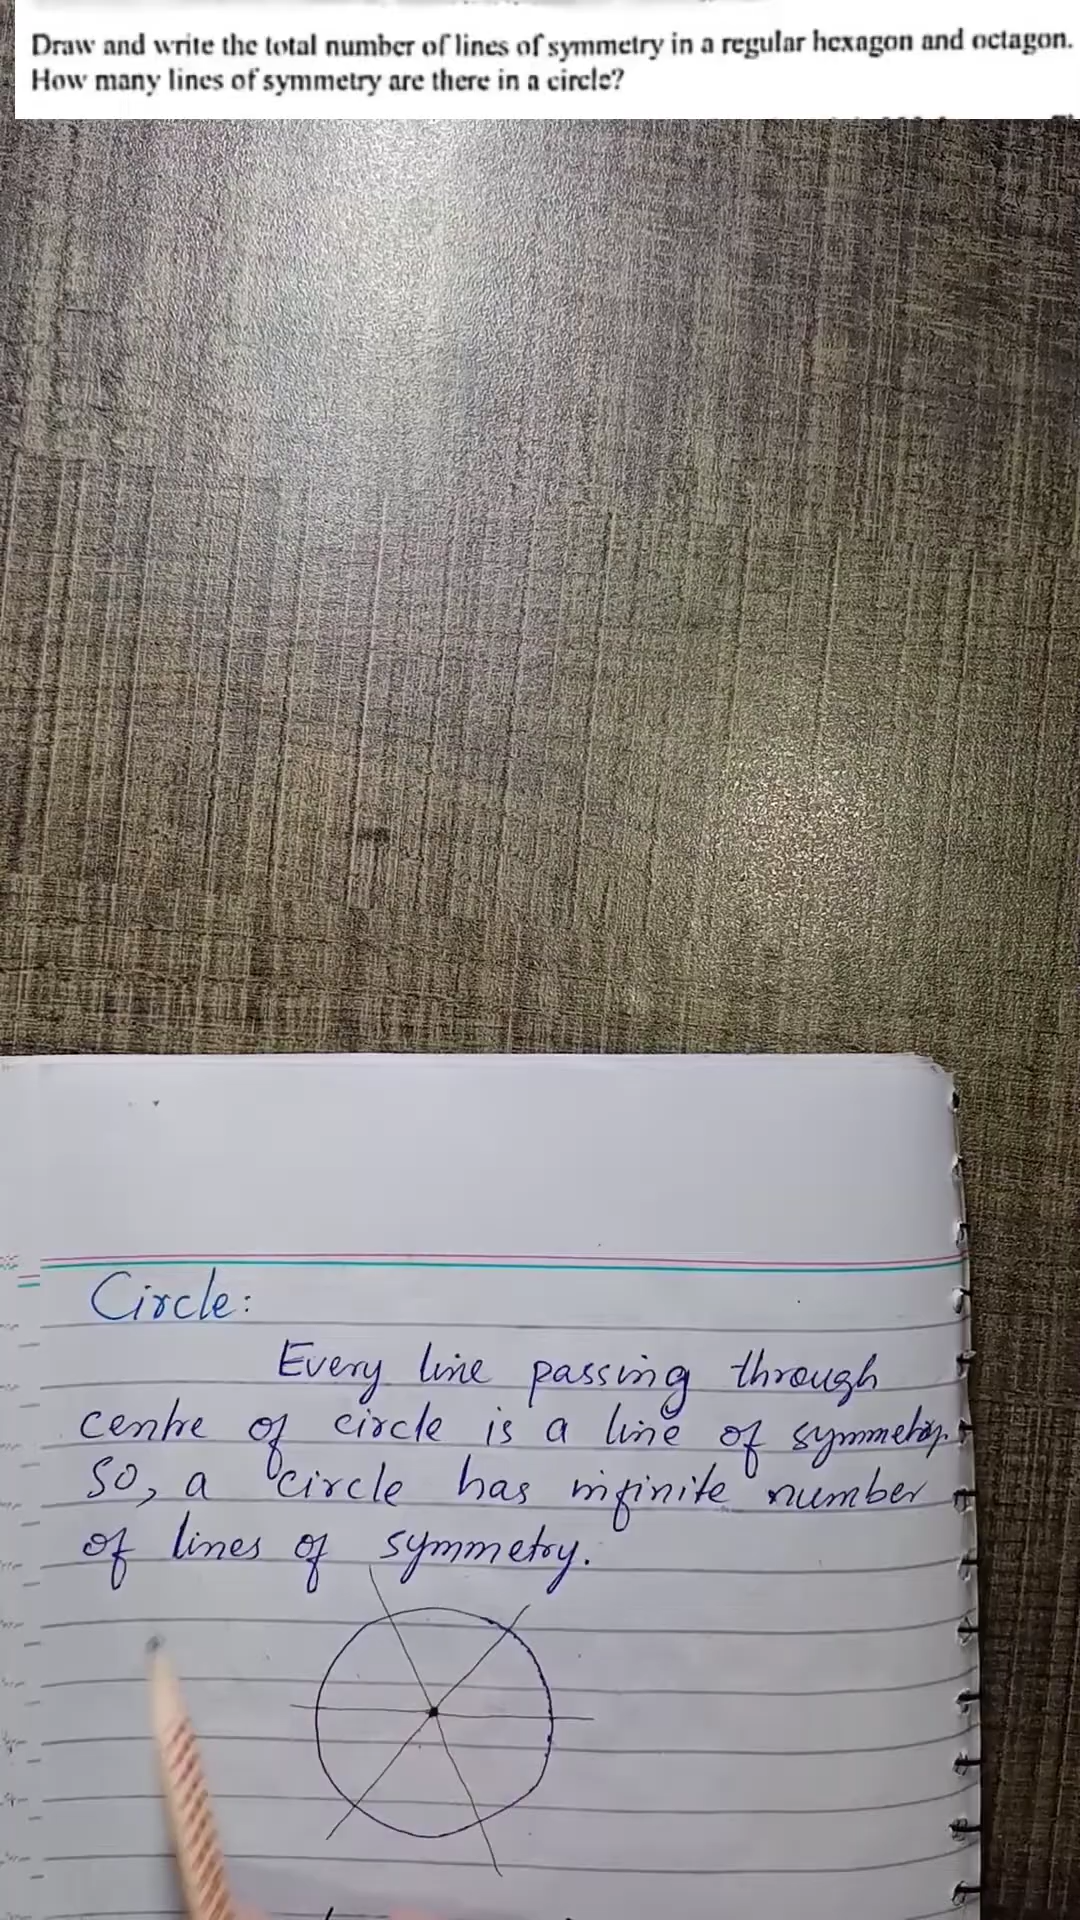 Draw and write the total number of lines of symmetry in a regular hexagon and octagon.
How many lines of symmetry are there in a circle?
Circle:
Every line passing through
centre of circle is a line of symmetry.
So, a circle has infinite number
of lines of symmetry.